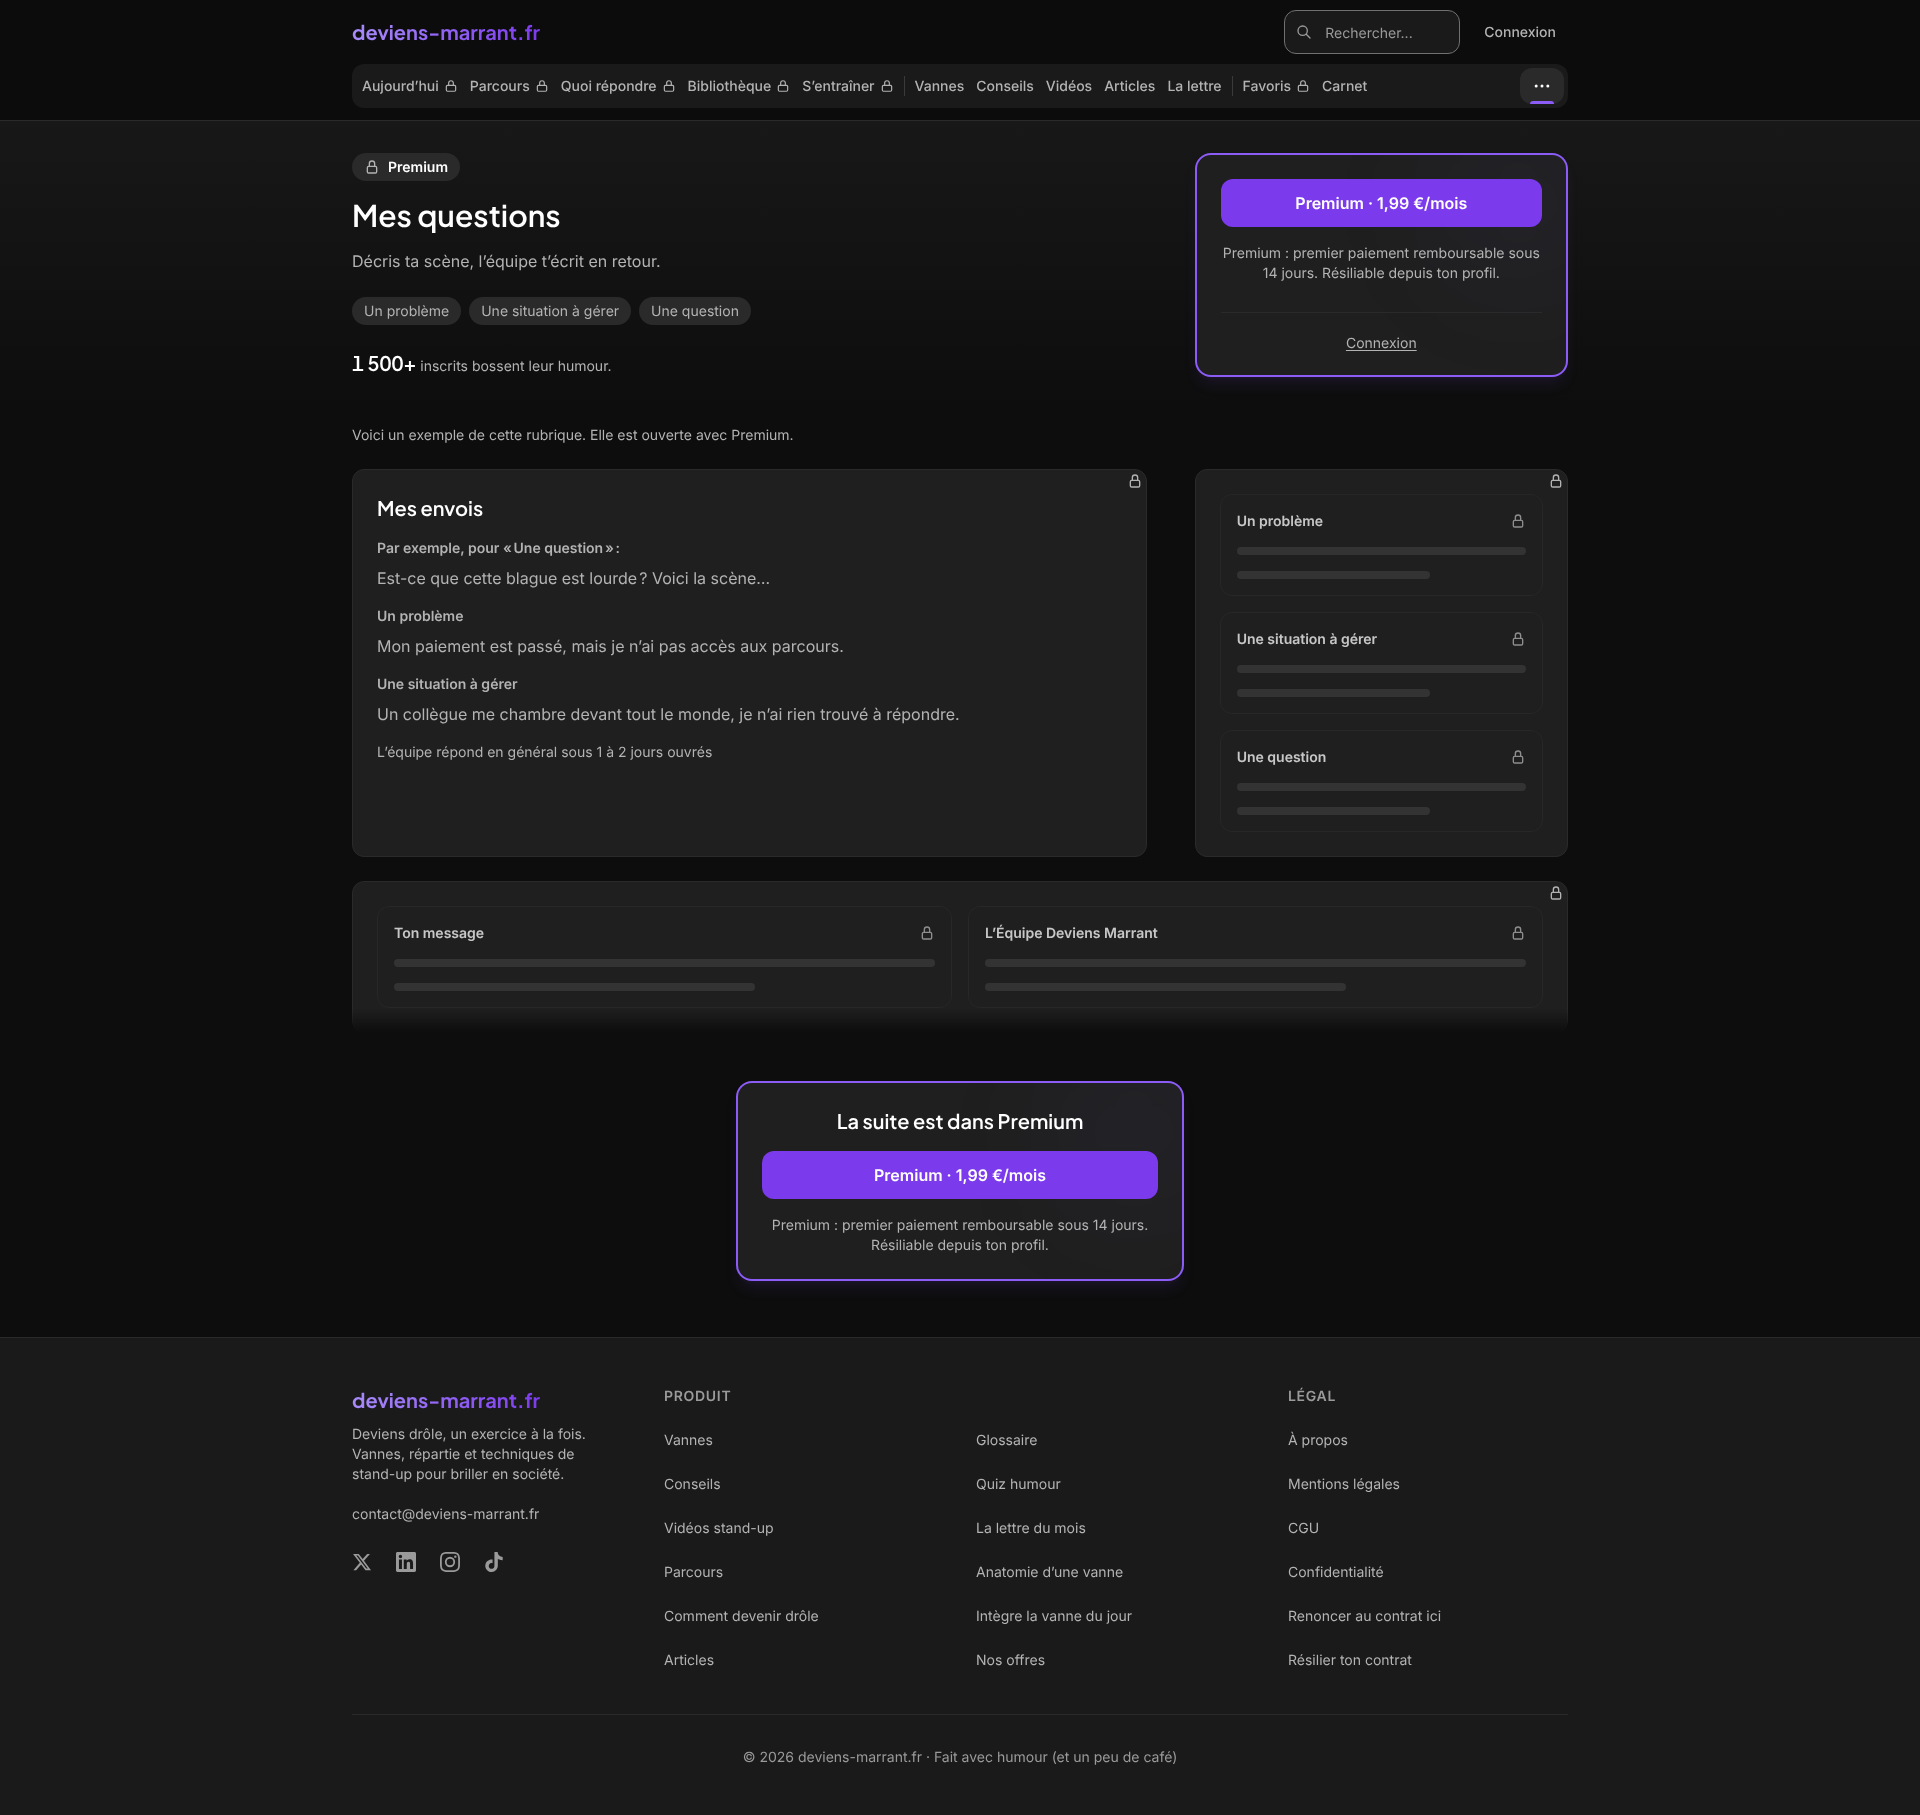 deviens-marrant.fr
Rechercher...
Connexion
Aujourd’hui
Parcours
Quoi répondre
Bibliothèque
S’entraîner
Vannes
Conseils
Vidéos
Articles
La lettre
Favoris
Carnet
Premium
Mes questions
Décris ta scène, l’équipe t’écrit en retour.
Un problème
Une situation à gérer
Une question
1 500+ inscrits bossent leur humour.
Premium · 1,99 €/mois
Premium : premier paiement remboursable sous
14 jours. Résiliable depuis ton profil.
Connexion
Voici un exemple de cette rubrique. Elle est ouverte avec Premium.
Mes envois
Par exemple, pour « Une question » :
Est-ce que cette blague est lourde ? Voici la scène…
Un problème
Mon paiement est passé, mais je n’ai pas accès aux parcours.
Une situation à gérer
Un collègue me chambre devant tout le monde, je n’ai rien trouvé à répondre.
L’équipe répond en général sous 1 à 2 jours ouvrés
Un problème
Une situation à gérer
Une question
Ton message
L’Équipe Deviens Marrant
La suite est dans Premium
Premium · 1,99 €/mois
Premium : premier paiement remboursable sous 14 jours.
Résiliable depuis ton profil.
deviens-marrant.fr
Deviens drôle, un exercice à la fois.
Vannes, répartie et techniques de
stand-up pour briller en société.
contact@deviens-marrant.fr
PRODUIT
Vannes
Conseils
Vidéos stand-up
Parcours
Comment devenir drôle
Articles
Glossaire
Quiz humour
La lettre du mois
Anatomie d’une vanne
Intègre la vanne du jour
Nos offres
LÉGAL
À propos
Mentions légales
CGU
Confidentialité
Renoncer au contrat ici
Résilier ton contrat
© 2026 deviens-marrant.fr · Fait avec humour (et un peu de café)